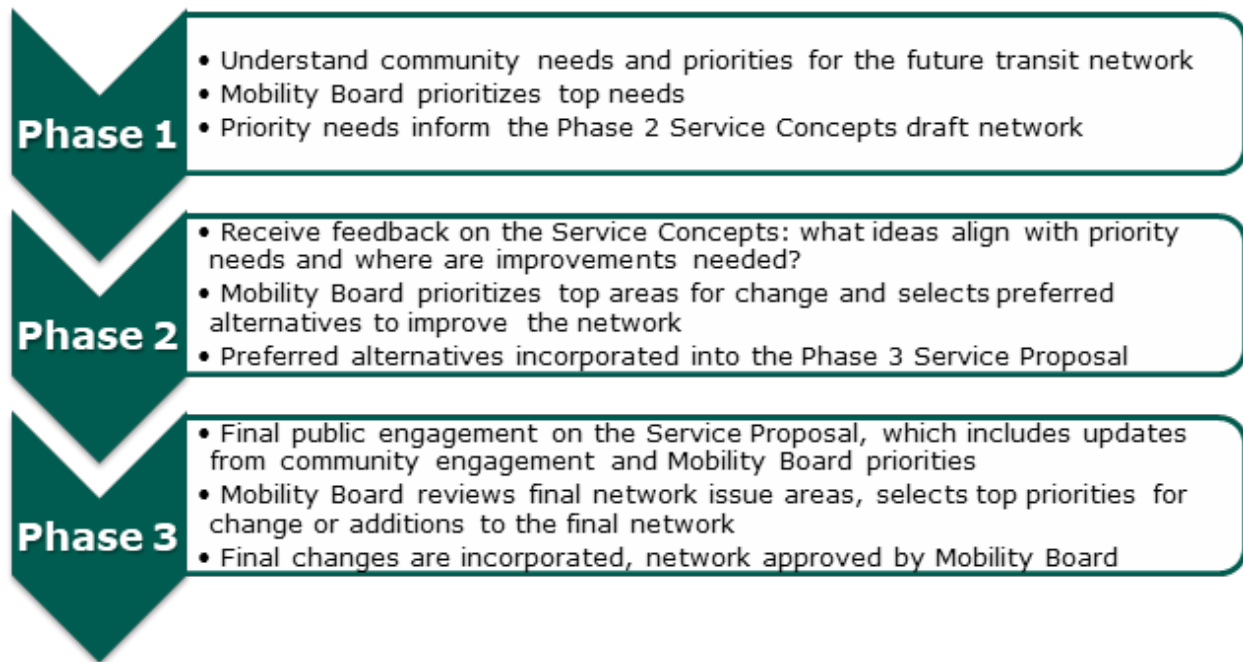 Phase 1
• Understand community needs and priorities for the future transit network
• Mobility Board prioritizes top needs
• Priority needs inform the Phase 2 Service Concepts draft network
Phase 2
• Receive feedback on the Service Concepts: what ideas align with priority
needs and where are improvements needed?
• Mobility Board prioritizes top areas for change and selects preferred
alternatives to improve the network
• Preferred alternatives incorporated into the Phase 3 Service Proposal
Phase 3
• Final public engagement on the Service Proposal, which includes updates
from community engagement and Mobility Board priorities
• Mobility Board reviews final network issue areas, selects top priorities for
change or additions to the final network
• Final changes are incorporated, network approved by Mobility Board